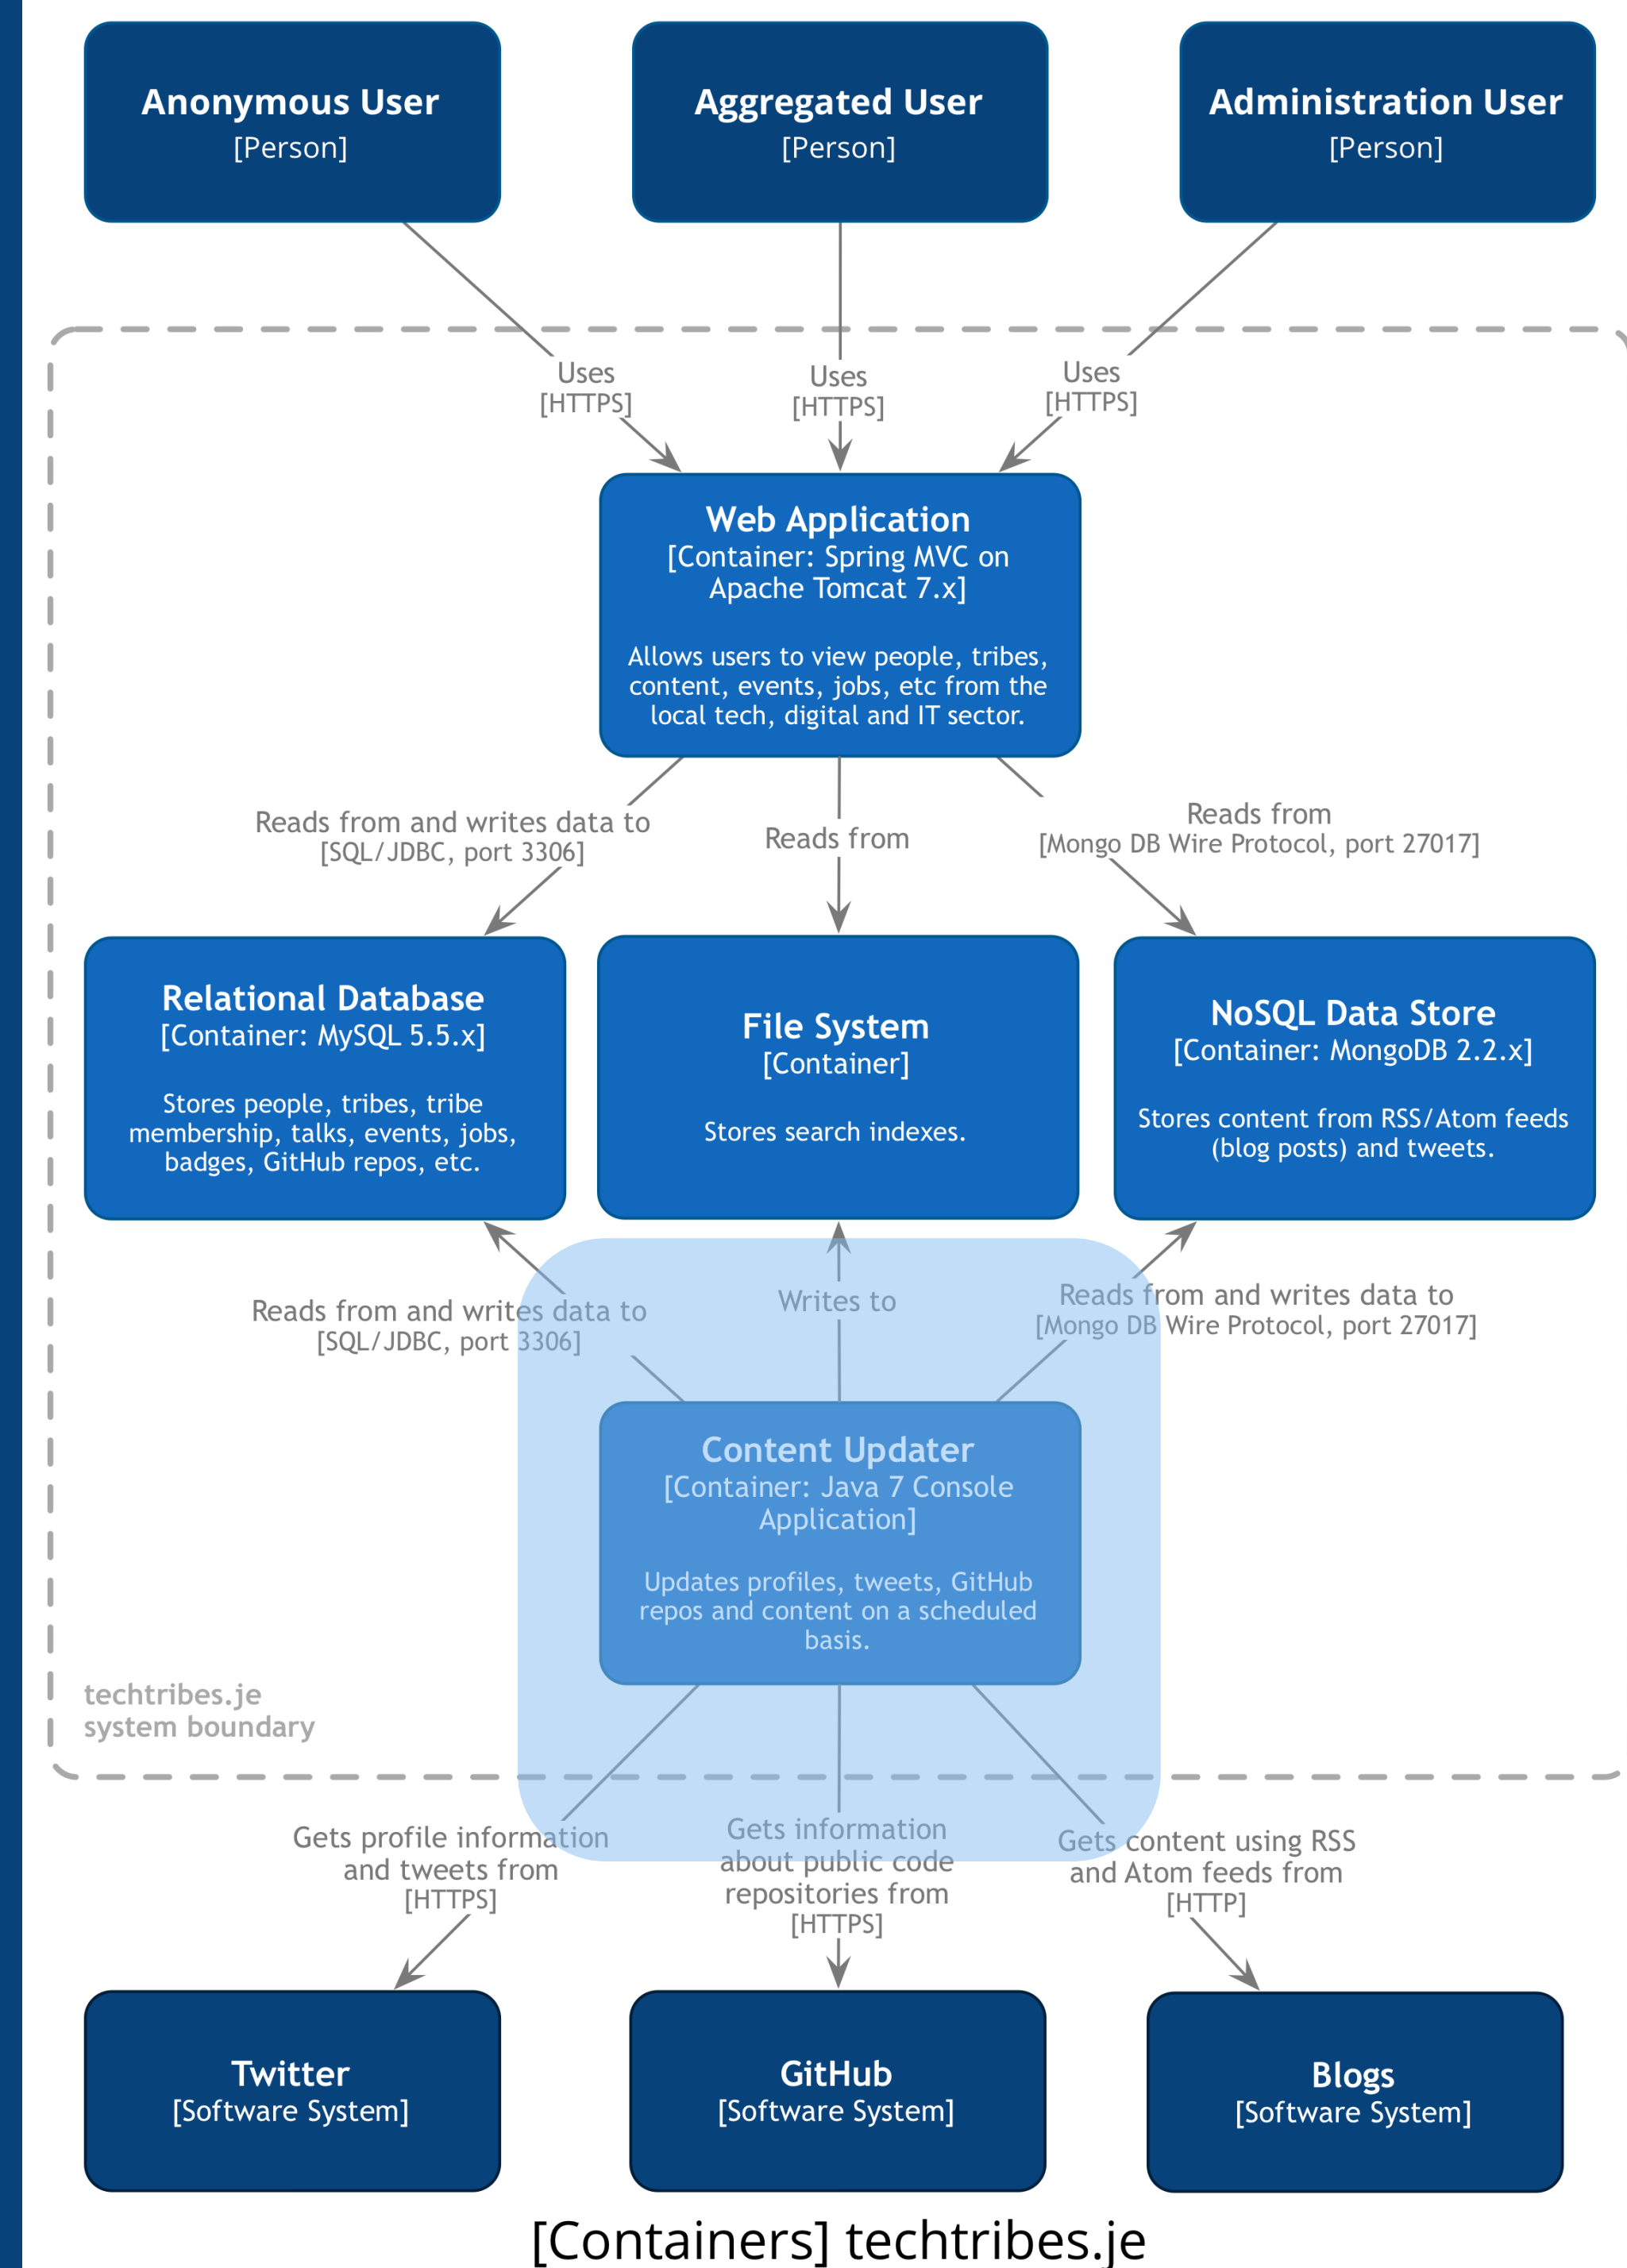 Anonymous User
[Person]
Aggregated User
[Person]
Administration User
[Person]
Uses
[HTTPS]
Uses
[HTTPS]
Uses
[HTTPS]
Web Application
[Container: Spring MVC on
Apache Tomcat 7.x]
Allows users to view people, tribes,
content, events, jobs, etc from the
local tech, digital and IT sector.
Reads from and writes data to
[SQL/JDBC, port 3306]
Reads from
Reads from
[Mongo DB Wire Protocol, port 27017]
Relational Database
[Container: MySQL 5.5.x]
Stores people, tribes, tribe
membership, talks, events, jobs,
badges, GitHub repos, etc.
File System
[Container]
Stores search indexes.
NoSQL Data Store
[Container: MongoDB 2.2.x]
Stores content from RSS/Atom feeds
(blog posts) and tweets.
Reads from and writes data to
[SQL/JDBC, port 3306]
Writes to
Reads from and writes data to
[Mongo DB Wire Protocol, port 27017]
Content Updater
[Container: Java 7 Console
Application]
Updates profiles, tweets, GitHub
repos and content on a scheduled
basis.
techtribes.je
system boundary
Gets profile information
and tweets from
[HTTPS]
Gets information
about public code
repositories from
[HTTPS]
Gets content using RSS
and Atom feeds from
[HTTP]
Twitter
[Software System]
GitHub
[Software System]
Blogs
[Software System]
[Containers] techtribes.je